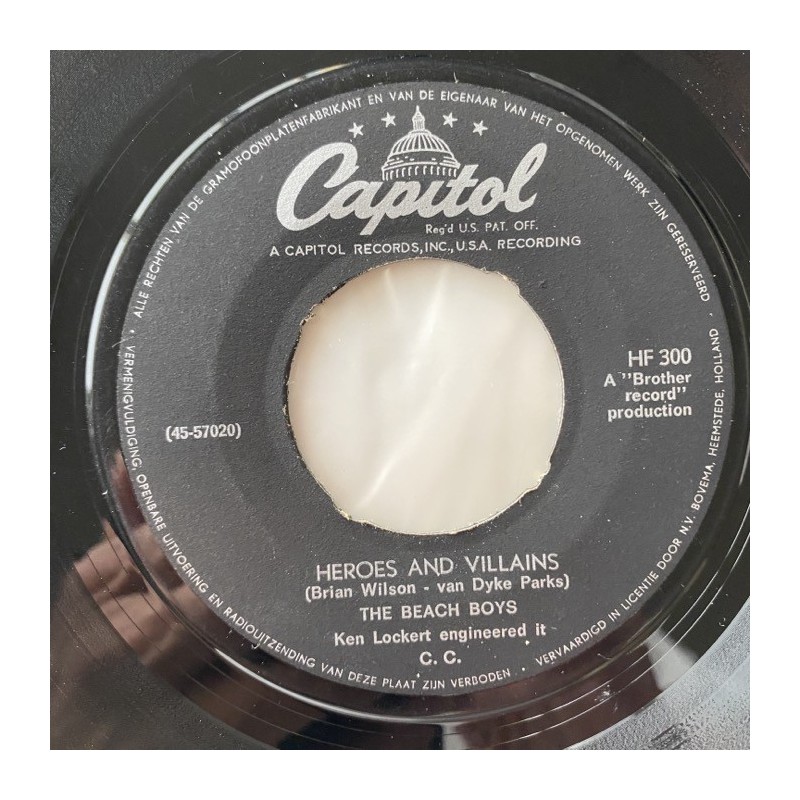 ALLE RECHTEN VAN DE GRAMOFOONPLATENFABRIKANT EN VAN DE EIGENAAR VAN HET OPGENOMEN WERK ZIJN GERESERVEERD
Capitol
Reg'd U.S. PAT. OFF.
A CAPITOL RECORDS, INC., U.S.A. RECORDING
HF 300
A "Brother
record"
production
(45-57020)
HEROES AND VILLAINS
(Brian Wilson - van Dyke Parks)
THE BEACH BOYS
Ken Lockert engineered it
C. C.
VERMENIGVULDIGING, OPENBARE UITVOERING EN RADIOUITZENDING VAN DEZE PLAAT ZIJN VERBODEN · VERVAARDIGD IN LICENTIE DOOR N.V. BOVEMA, HEEMSTEDE, HOLLAND